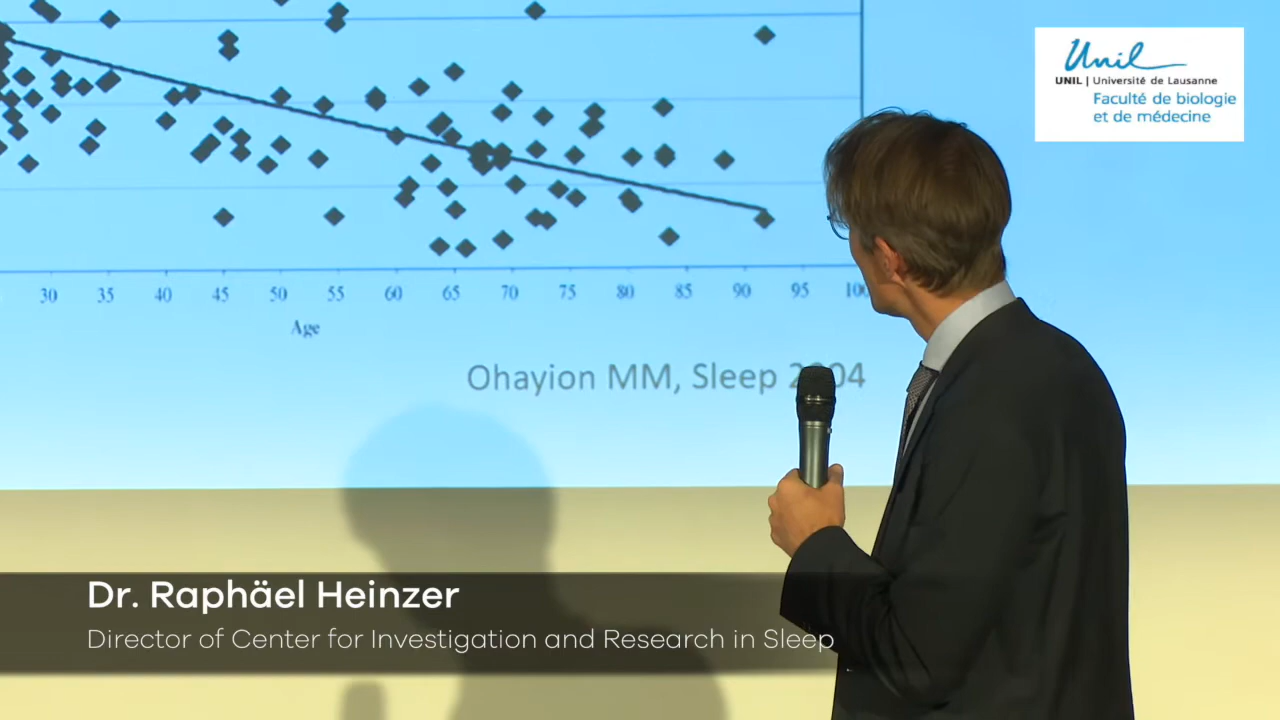 Unil
UNIL | Université de Lausanne
Faculté de biologie
et de médecine
30 35 40 45 50 55 60 65 70 75 80 85 90 95 100
Age
Ohayion MM, Sleep 2004
Dr. Raphäel Heinzer
Director of Center for Investigation and Research in Sleep